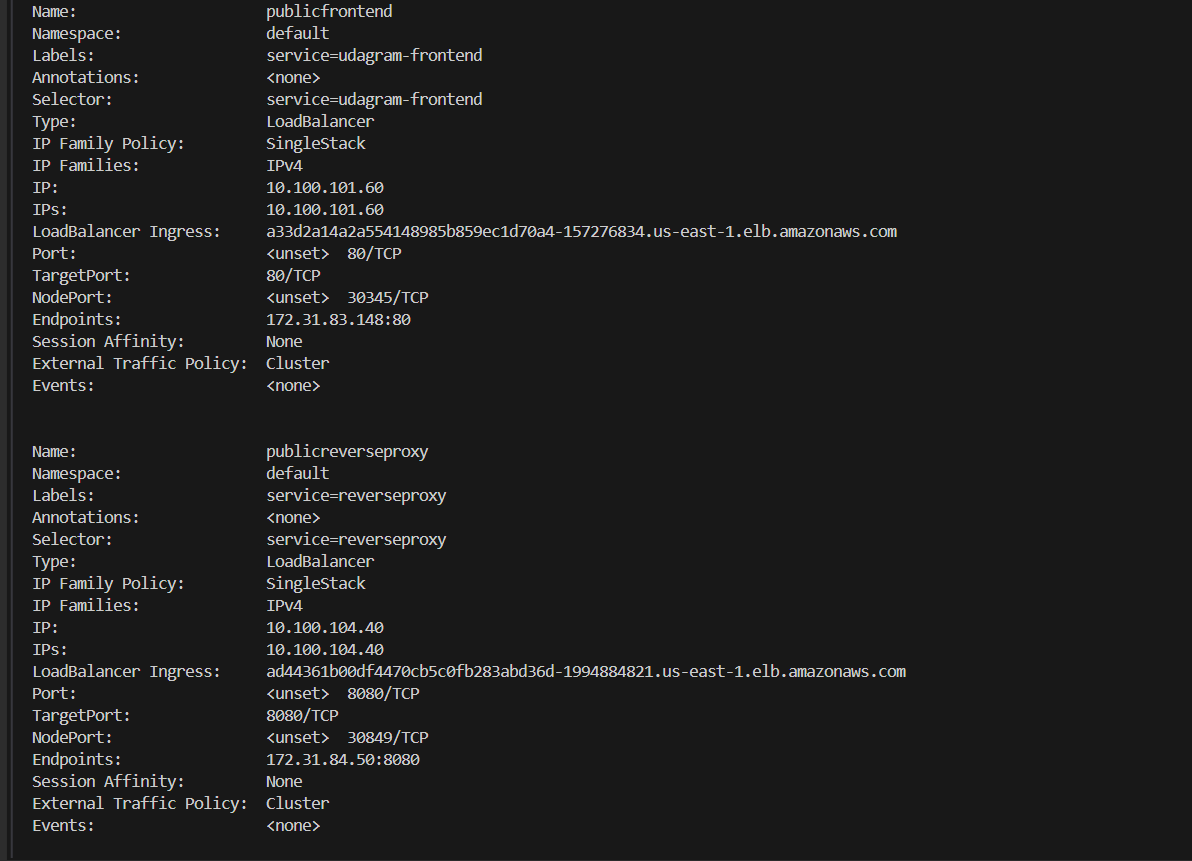 Name:                     publicfrontend
Namespace:                default
Labels:                   service=udagram-frontend
Annotations:              <none>
Selector:                 service=udagram-frontend
Type:                     LoadBalancer
IP Family Policy:         SingleStack
IP Families:              IPv4
IP:                       10.100.101.60
IPs:                      10.100.101.60
LoadBalancer Ingress:     a33d2a14a2a554148985b859ec1d70a4-157276834.us-east-1.elb.amazonaws.com
Port:                     <unset>  80/TCP
TargetPort:               80/TCP
NodePort:                 <unset>  30345/TCP
Endpoints:                172.31.83.148:80
Session Affinity:         None
External Traffic Policy:  Cluster
Events:                   <none>
Name:                     publicreverseproxy
Namespace:                default
Labels:                   service=reverseproxy
Annotations:              <none>
Selector:                 service=reverseproxy
Type:                     LoadBalancer
IP Family Policy:         SingleStack
IP Families:              IPv4
IP:                       10.100.104.40
IPs:                      10.100.104.40
LoadBalancer Ingress:     ad44361b00df4470cb5c0fb283abd36d-1994884821.us-east-1.elb.amazonaws.com
Port:                     <unset>  8080/TCP
TargetPort:               8080/TCP
NodePort:                 <unset>  30849/TCP
Endpoints:                172.31.84.50:8080
Session Affinity:         None
External Traffic Policy:  Cluster
Events:                   <none>